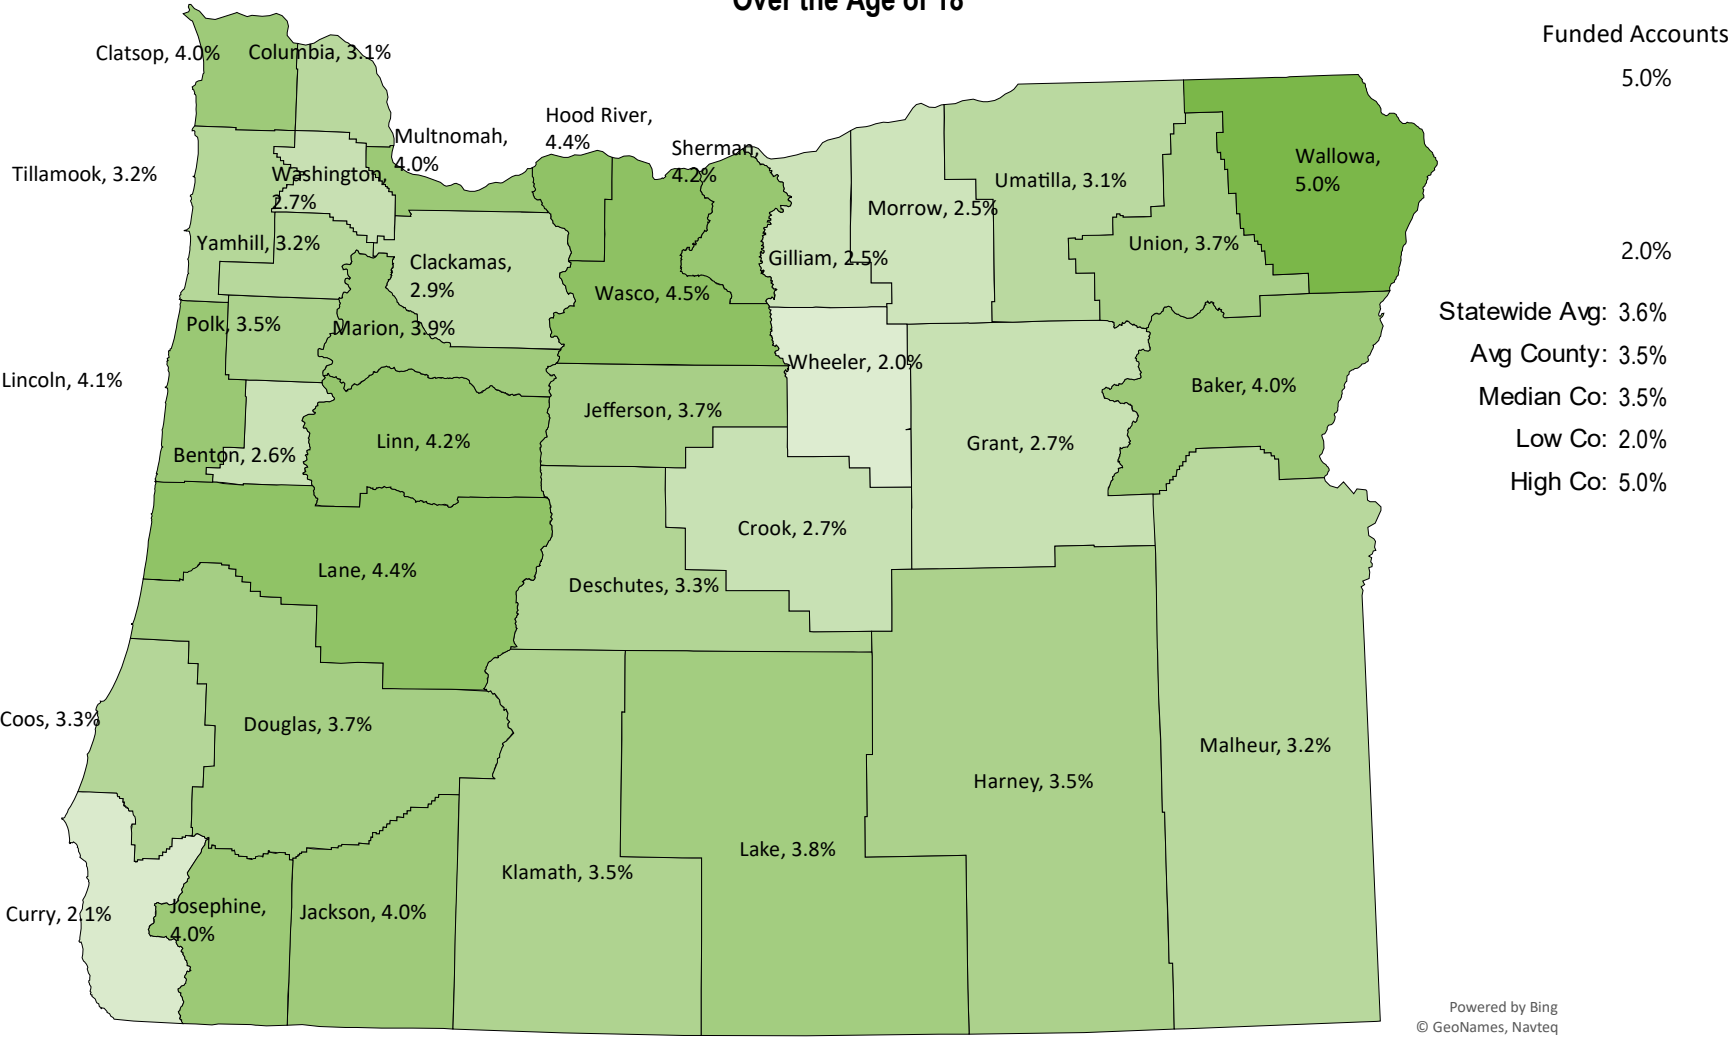 Over the Age of 18
Clatsop, 4.0%
Columbia, 3.1%
Funded Accounts
5.0%
Hood River,
4.4%
Multnomah,
4.0%
Sherman,
4.2%
Wallowa,
5.0%
Tillamook, 3.2%
Washington,
2.7%
Umatilla, 3.1%
Morrow, 2.5%
Yamhill, 3.2%
Union, 3.7%
2.0%
Clackamas,
2.9%
Gilliam, 2.5%
Wasco, 4.5%
Statewide Avg: 3.6%
Polk, 3.5%
Marion, 3.9%
Avg County: 3.5%
Wheeler, 2.0%
Lincoln, 4.1%
Baker, 4.0%
Median Co: 3.5%
Jefferson, 3.7%
Low Co: 2.0%
Linn, 4.2%
Grant, 2.7%
Benton, 2.6%
High Co: 5.0%
Crook, 2.7%
Lane, 4.4%
Deschutes, 3.3%
Coos, 3.3%
Douglas, 3.7%
Malheur, 3.2%
Harney, 3.5%
Lake, 3.8%
Klamath, 3.5%
Curry, 2.1%
Josephine,
4.0%
Jackson, 4.0%
Powered by Bing
© GeoNames, Navteq